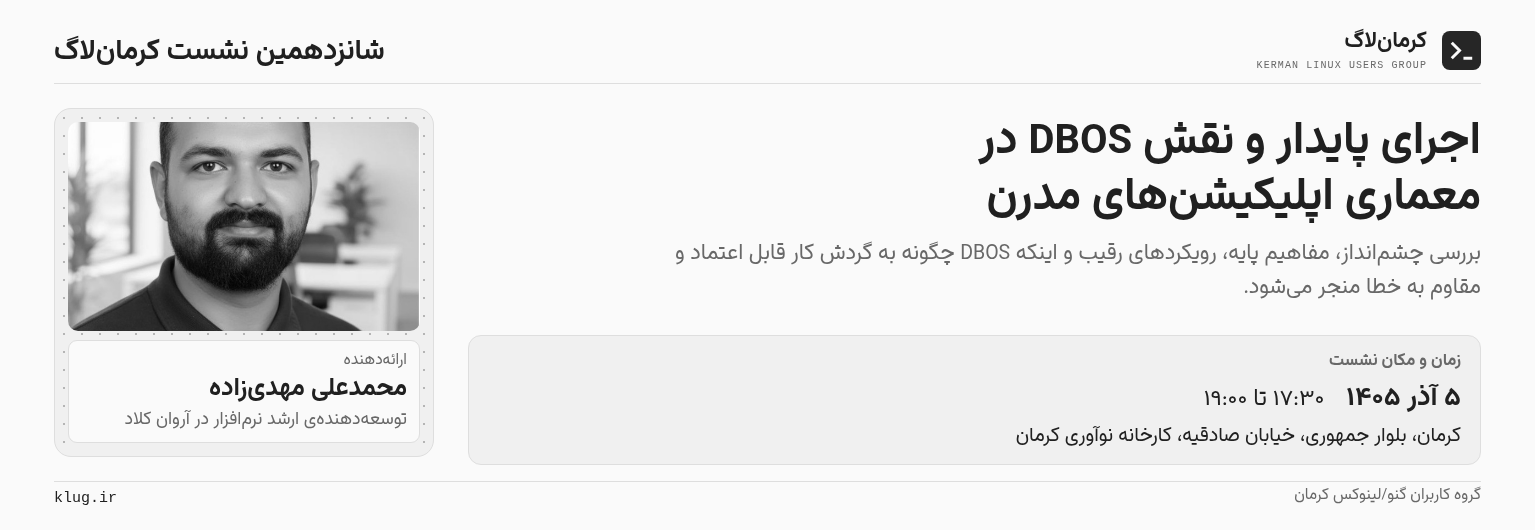 کرمان‌لاگ
KERMAN LINUX USERS GROUP
شانزدهمین نشست کرمان‌لاگ
اجرای پایدار و نقش DBOS در
معماری اپلیکیشن‌های مدرن
بررسی چشم‌انداز، مفاهیم پایه، رویکردهای رقیب و اینکه DBOS چگونه به گردش کار قابل اعتماد و
مقاوم به خطا منجر می‌شود.
زمان و مکان نشست
۵ آذر ۱۴۰۵ ۱۷:۳۰ تا ۱۹:۰۰
کرمان، بلوار جمهوری، خیابان صادقیه، کارخانه نوآوری کرمان
ارائه‌دهنده
محمدعلی مهدی‌زاده
توسعه‌دهنده‌ی ارشد نرم‌افزار در آروان کلاد
گروه کاربران گنو/لینوکس کرمان
klug.ir